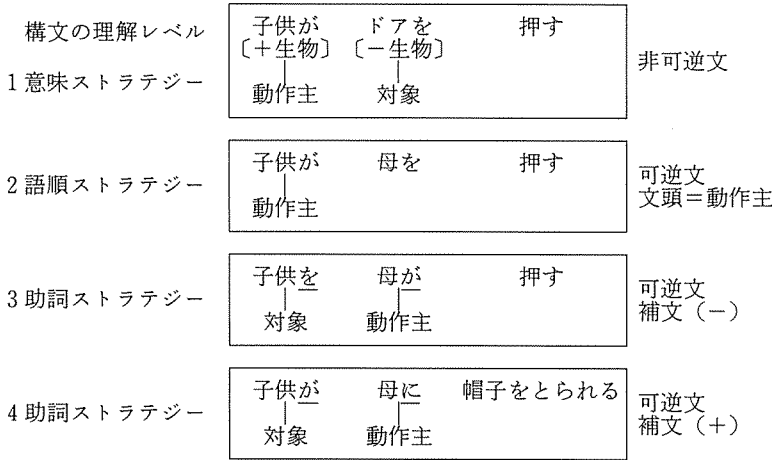 構文の理解レベル
子供が ドアを 押す
〔+生物〕 〔-生物〕
非可逆文
1 意味ストラテジー
動作主 対象
子供が 母を 押す
2 語順ストラテジー
可逆文
文頭=動作主
動作主
子供を 母が 押す
3 助詞ストラテジー
可逆文
補文(-)
対象 動作主
子供が 母に 帽子をとられる
4 助詞ストラテジー
可逆文
補文(+)
対象 動作主